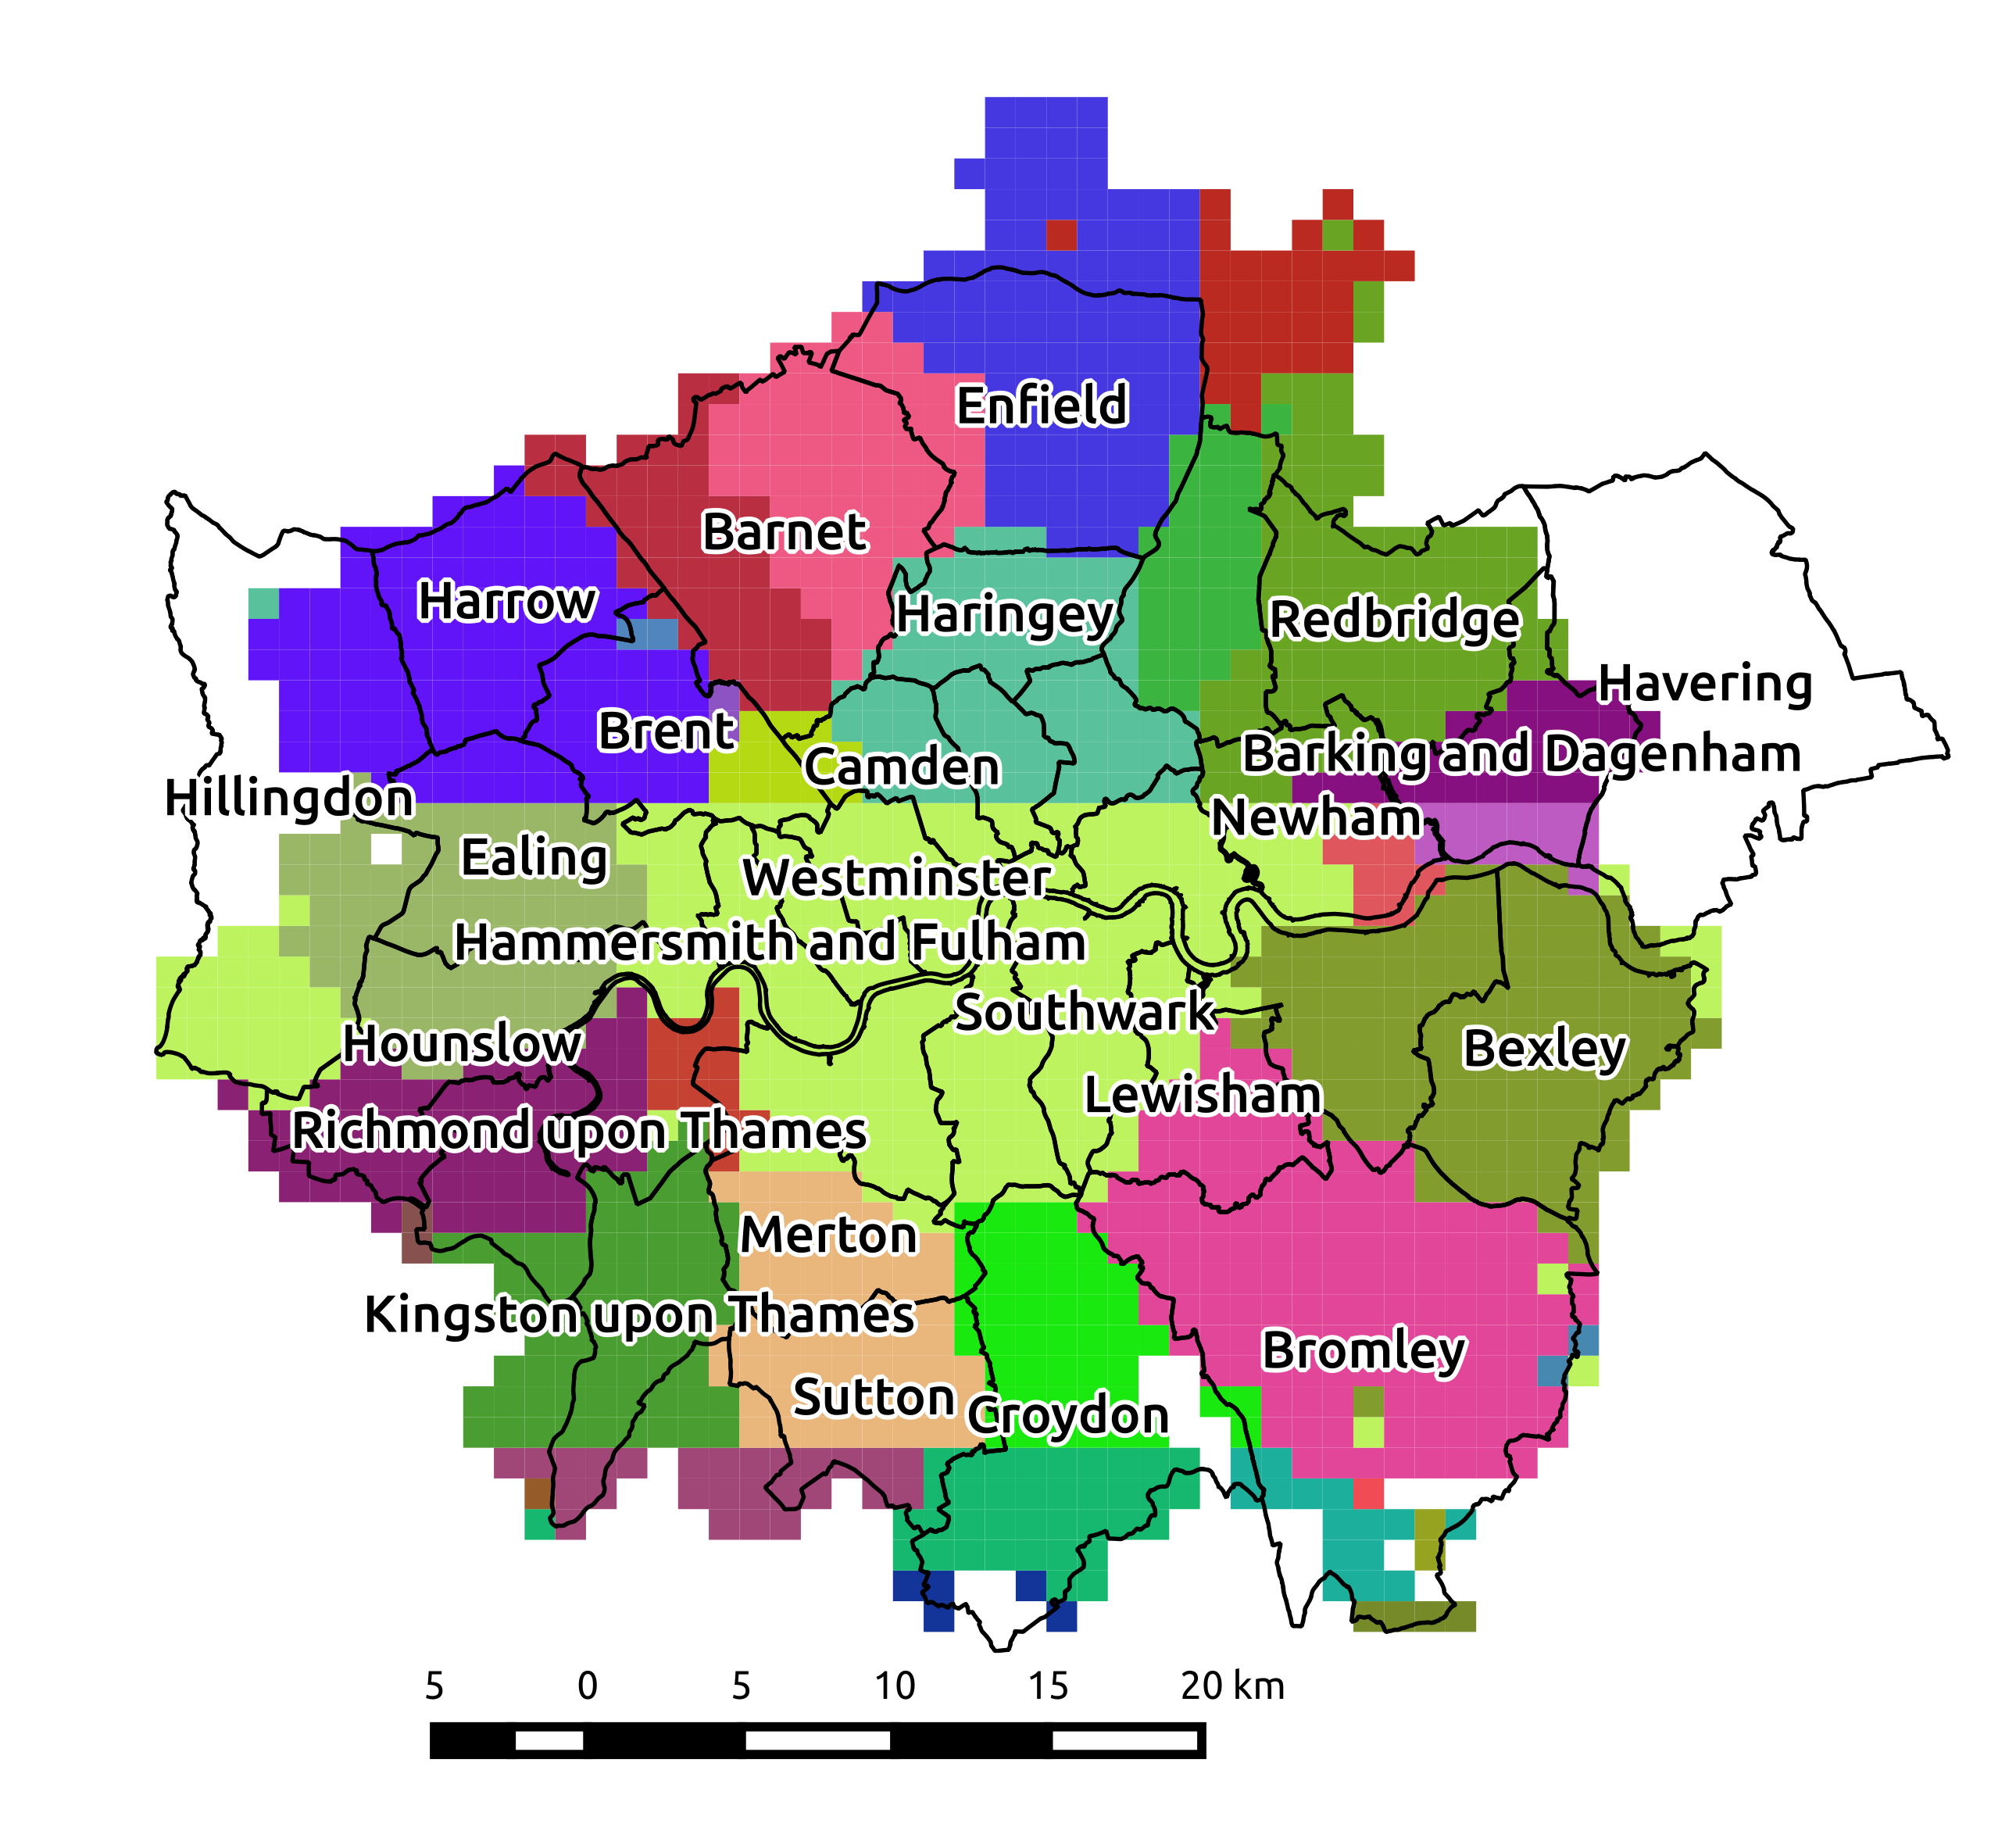 Enfield
Barnet
Harrow
Haringey
Redbridge
Havering
Brent
Barking and Dagenham
Camden
Hillingdon
Newham
Ealing
Westminster
Hammersmith and Fulham
Southwark
Hounslow
Bexley
Lewisham
Richmond upon Thames
Merton
Kingston upon Thames
Bromley
Sutton
Croydon
5 0 5 10 15 20 km